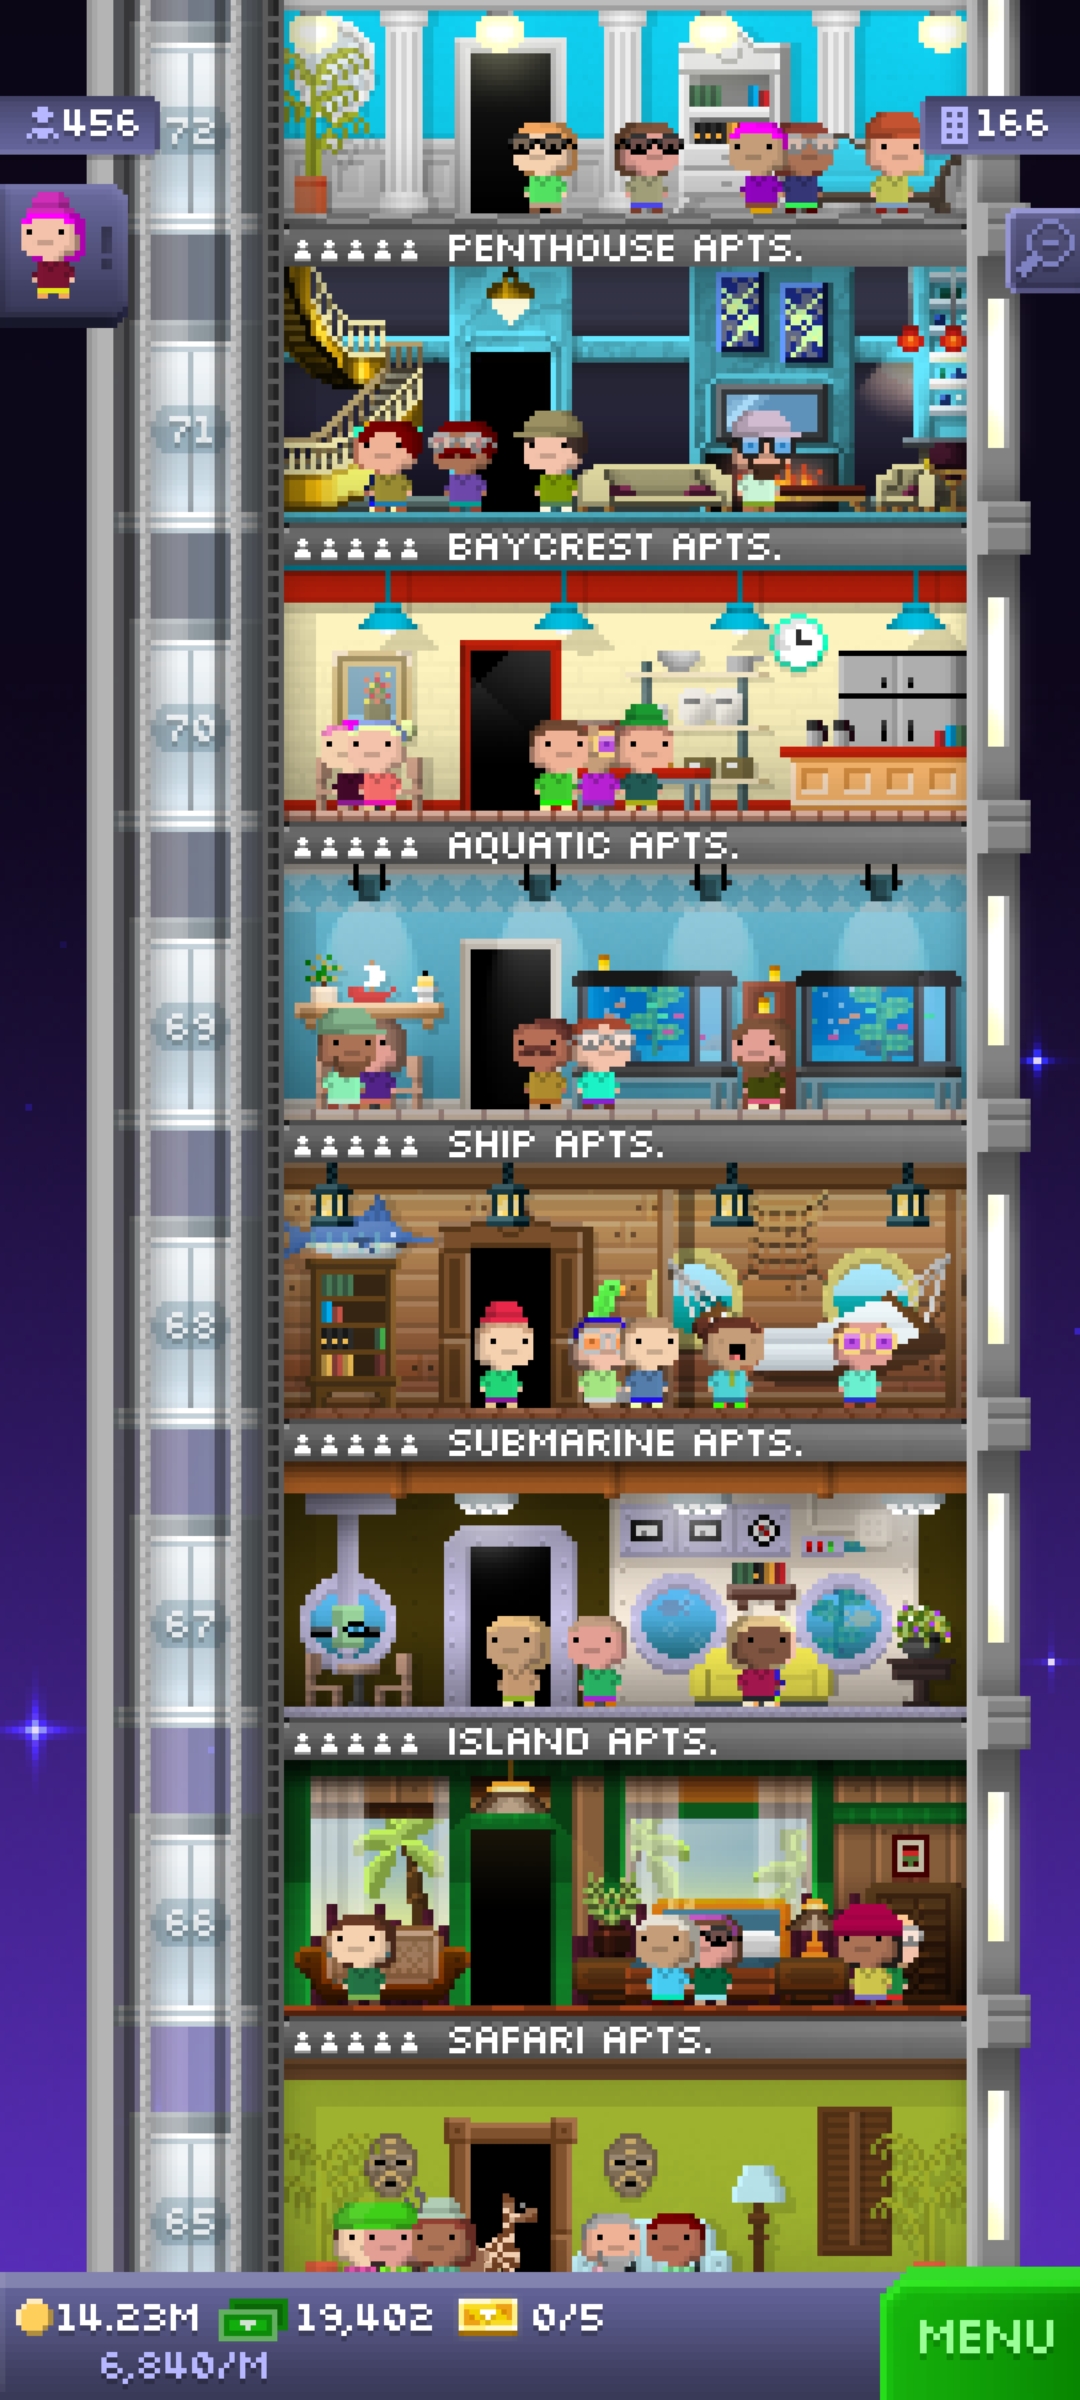 456
72
166
!
PENTHOUSE APTS.
71
BAYCREST APTS.
70
AQUATIC APTS.
69
SHIP APTS.
68
SUBMARINE APTS.
67
ISLAND APTS.
66
SAFARI APTS.
65
14.23M 19,402 0/5
6,840/M
MENU